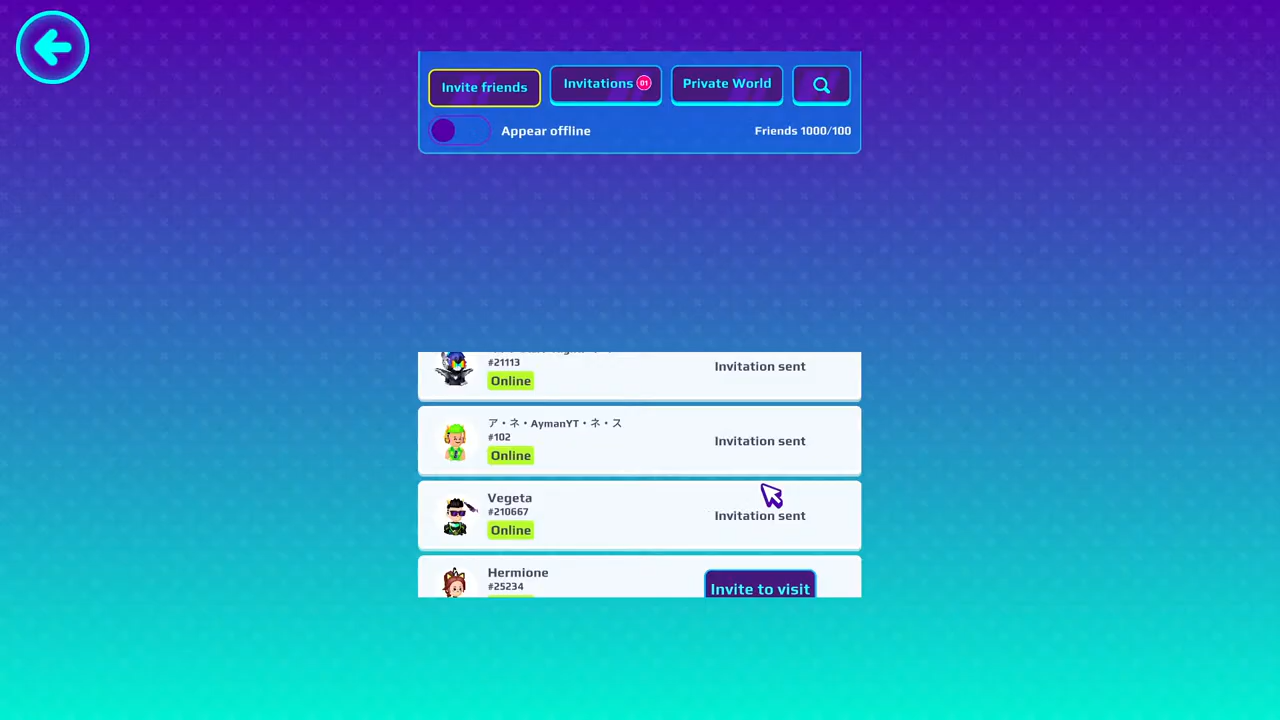 Invite friends
Invitations 01
Private World
Appear offline
Friends 1000/100
#21113
Online
Invitation sent
ア・ネ・AymanYT・ネ・ス
#102
Online
Invitation sent
Vegeta
#210667
Online
Invitation sent
Hermione
#25234
Invite to visit